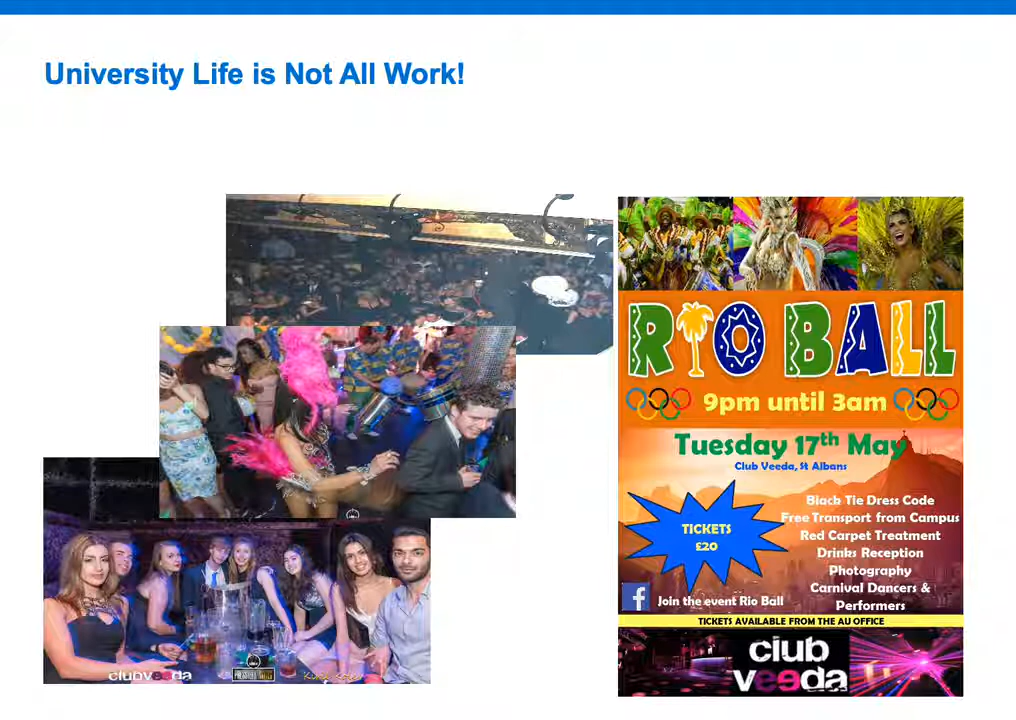 University Life is Not All Work!
RIO BALL
9pm until 3am
Tuesday 17th May
Club Veeda, St Albans
TICKETS
£20
Black Tie Dress Code
Free Transport from Campus
Red Carpet Treatment
Drinks Reception
Photography
Carnival Dancers &
Performers
f Join the event Rio Ball
TICKETS AVAILABLE FROM THE AU OFFICE
club
veeda
clubveeda